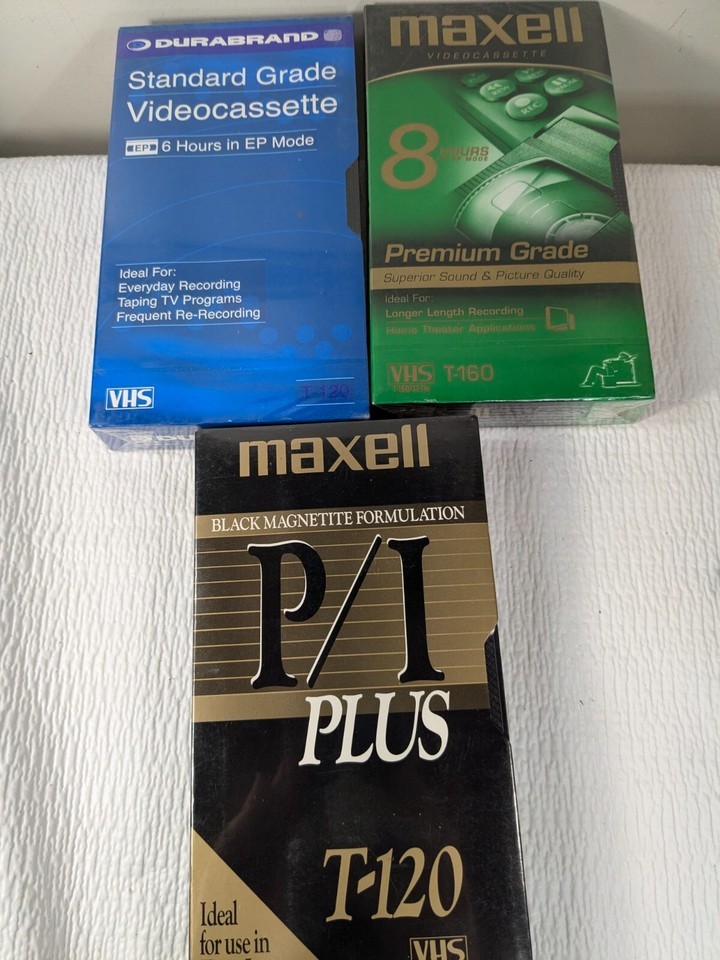 DURABRAND
Standard Grade
Videocassette
EP 6 Hours in EP Mode
Ideal For:
Everyday Recording
Taping TV Programs
Frequent Re-Recording
VHS T-120
maxell
VIDEOCASSETTE
REC
8 HOURS
Premium Grade
Superior Sound & Picture Quality
Ideal For:
Longer Length Recording
Home Theater Applications
VHS T-160
maxell
BLACK MAGNETITE FORMULATION
P/I
PLUS
T-120
Ideal
for use in
VHS